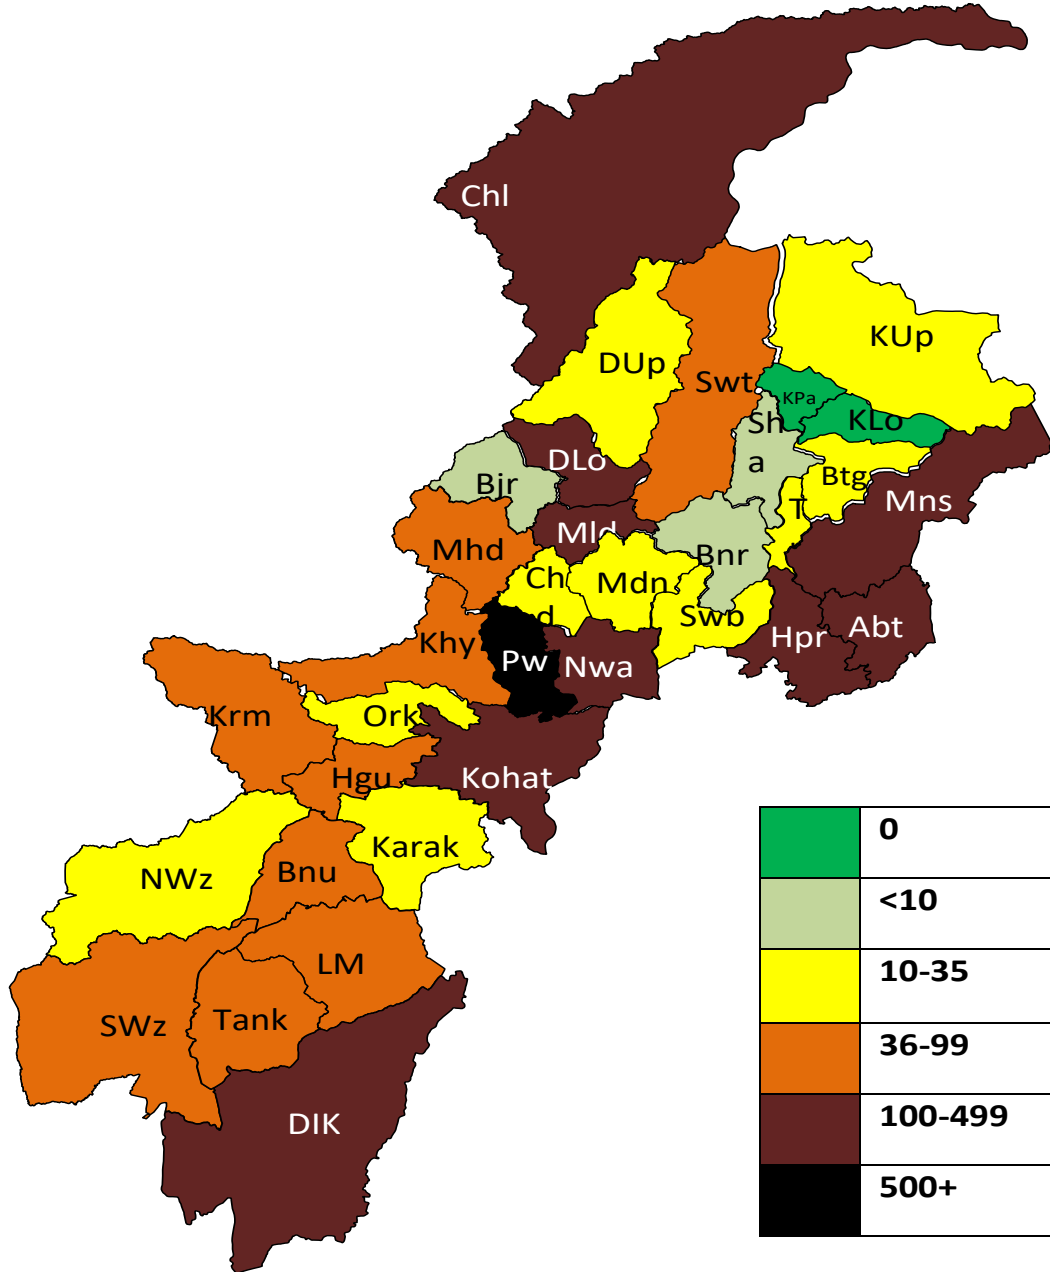 Chl
KUp
DUp
Swt
KPa
Sh
a
KLo
DLo
Btg
Bjr
T
Mns
Mld
Mhd
Bnr
Ch
d
Mdn
Swb
Hpr
Abt
Khy
Pw
Nwa
Krm
Ork
Hgu
Kohat
Karak
NWz
Bnu
LM
SWz
Tank
DIK
0
<10
10-35
36-99
100-499
500+